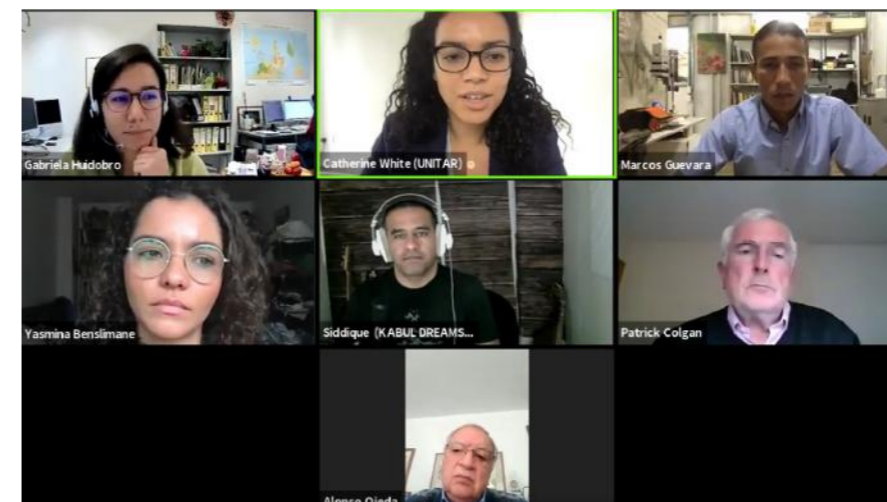 Gabriela Huidobro
Catherine White (UNITAR)
Marcos Guevara
Yasmina Benslimane
Siddique (KABUL DREAMS...
Patrick Colgan
Alonso Ojeda